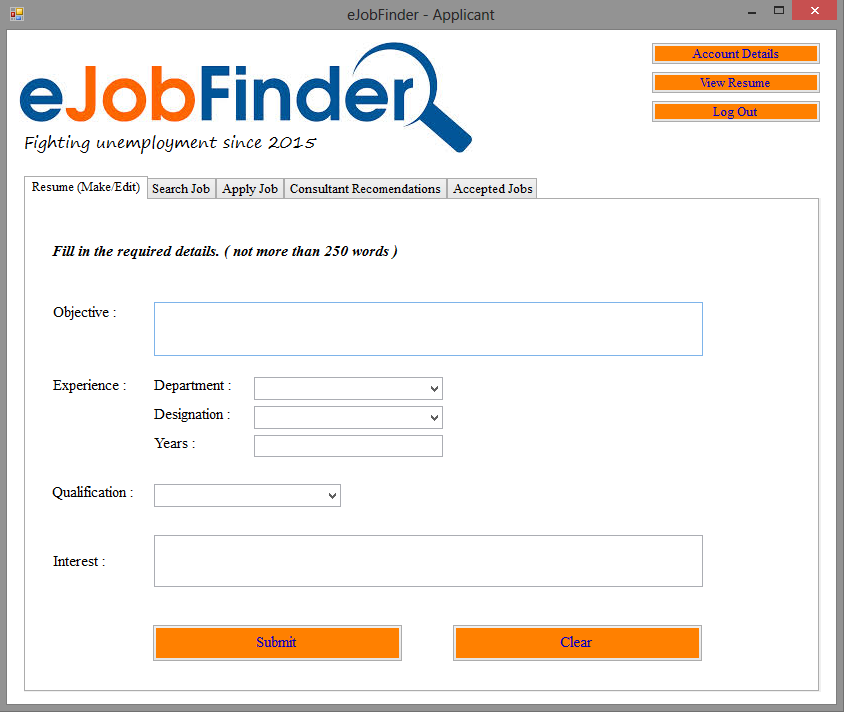 eJobFinder - Applicant
eJobFinder
Fighting unemployment since 2015
Account Details
View Resume
Log Out
Resume (Make/Edit) Search Job Apply Job Consultant Recomendations Accepted Jobs
Fill in the required details. ( not more than 250 words )
Objective :
Experience : Department :
Designation :
Years :
Qualification :
Interest :
Submit Clear